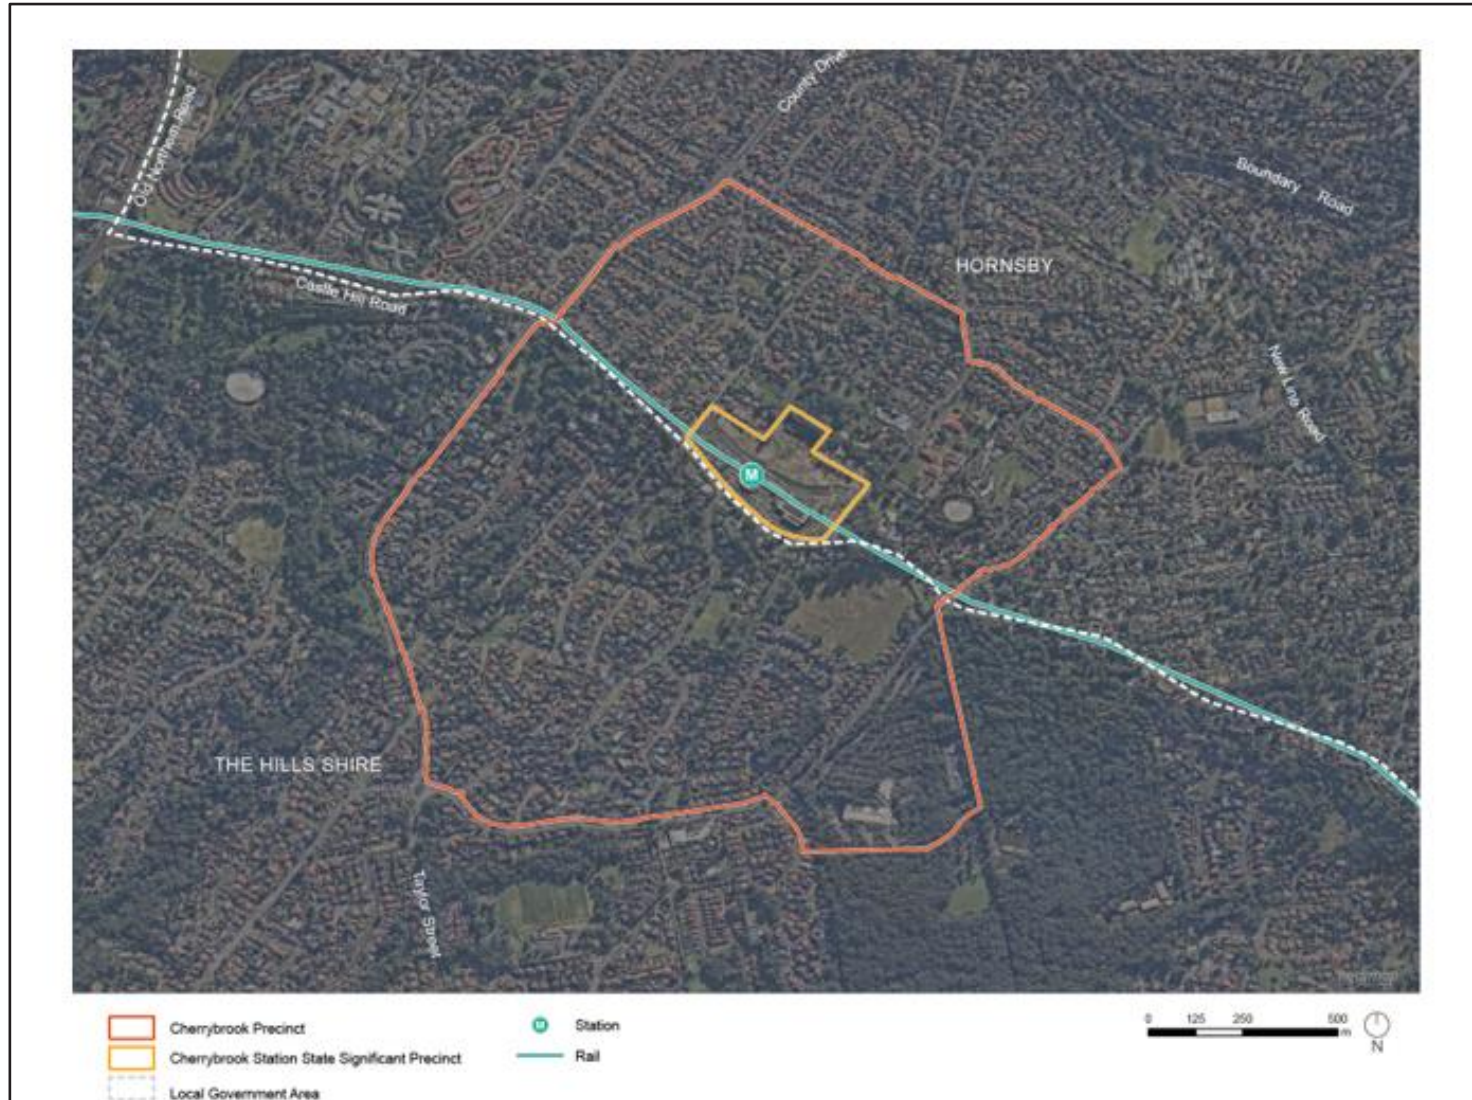 County Drive
Old Northern Road
Boundary Road
HORNSBY
Castle Hill Road
New Line Road
M
THE HILLS SHIRE
Taylor Street
nearmap
Cherrybrook Precinct
M Station
0 125 250 500
m
Cherrybrook Station State Significant Precinct
Rail
N
Local Government Area